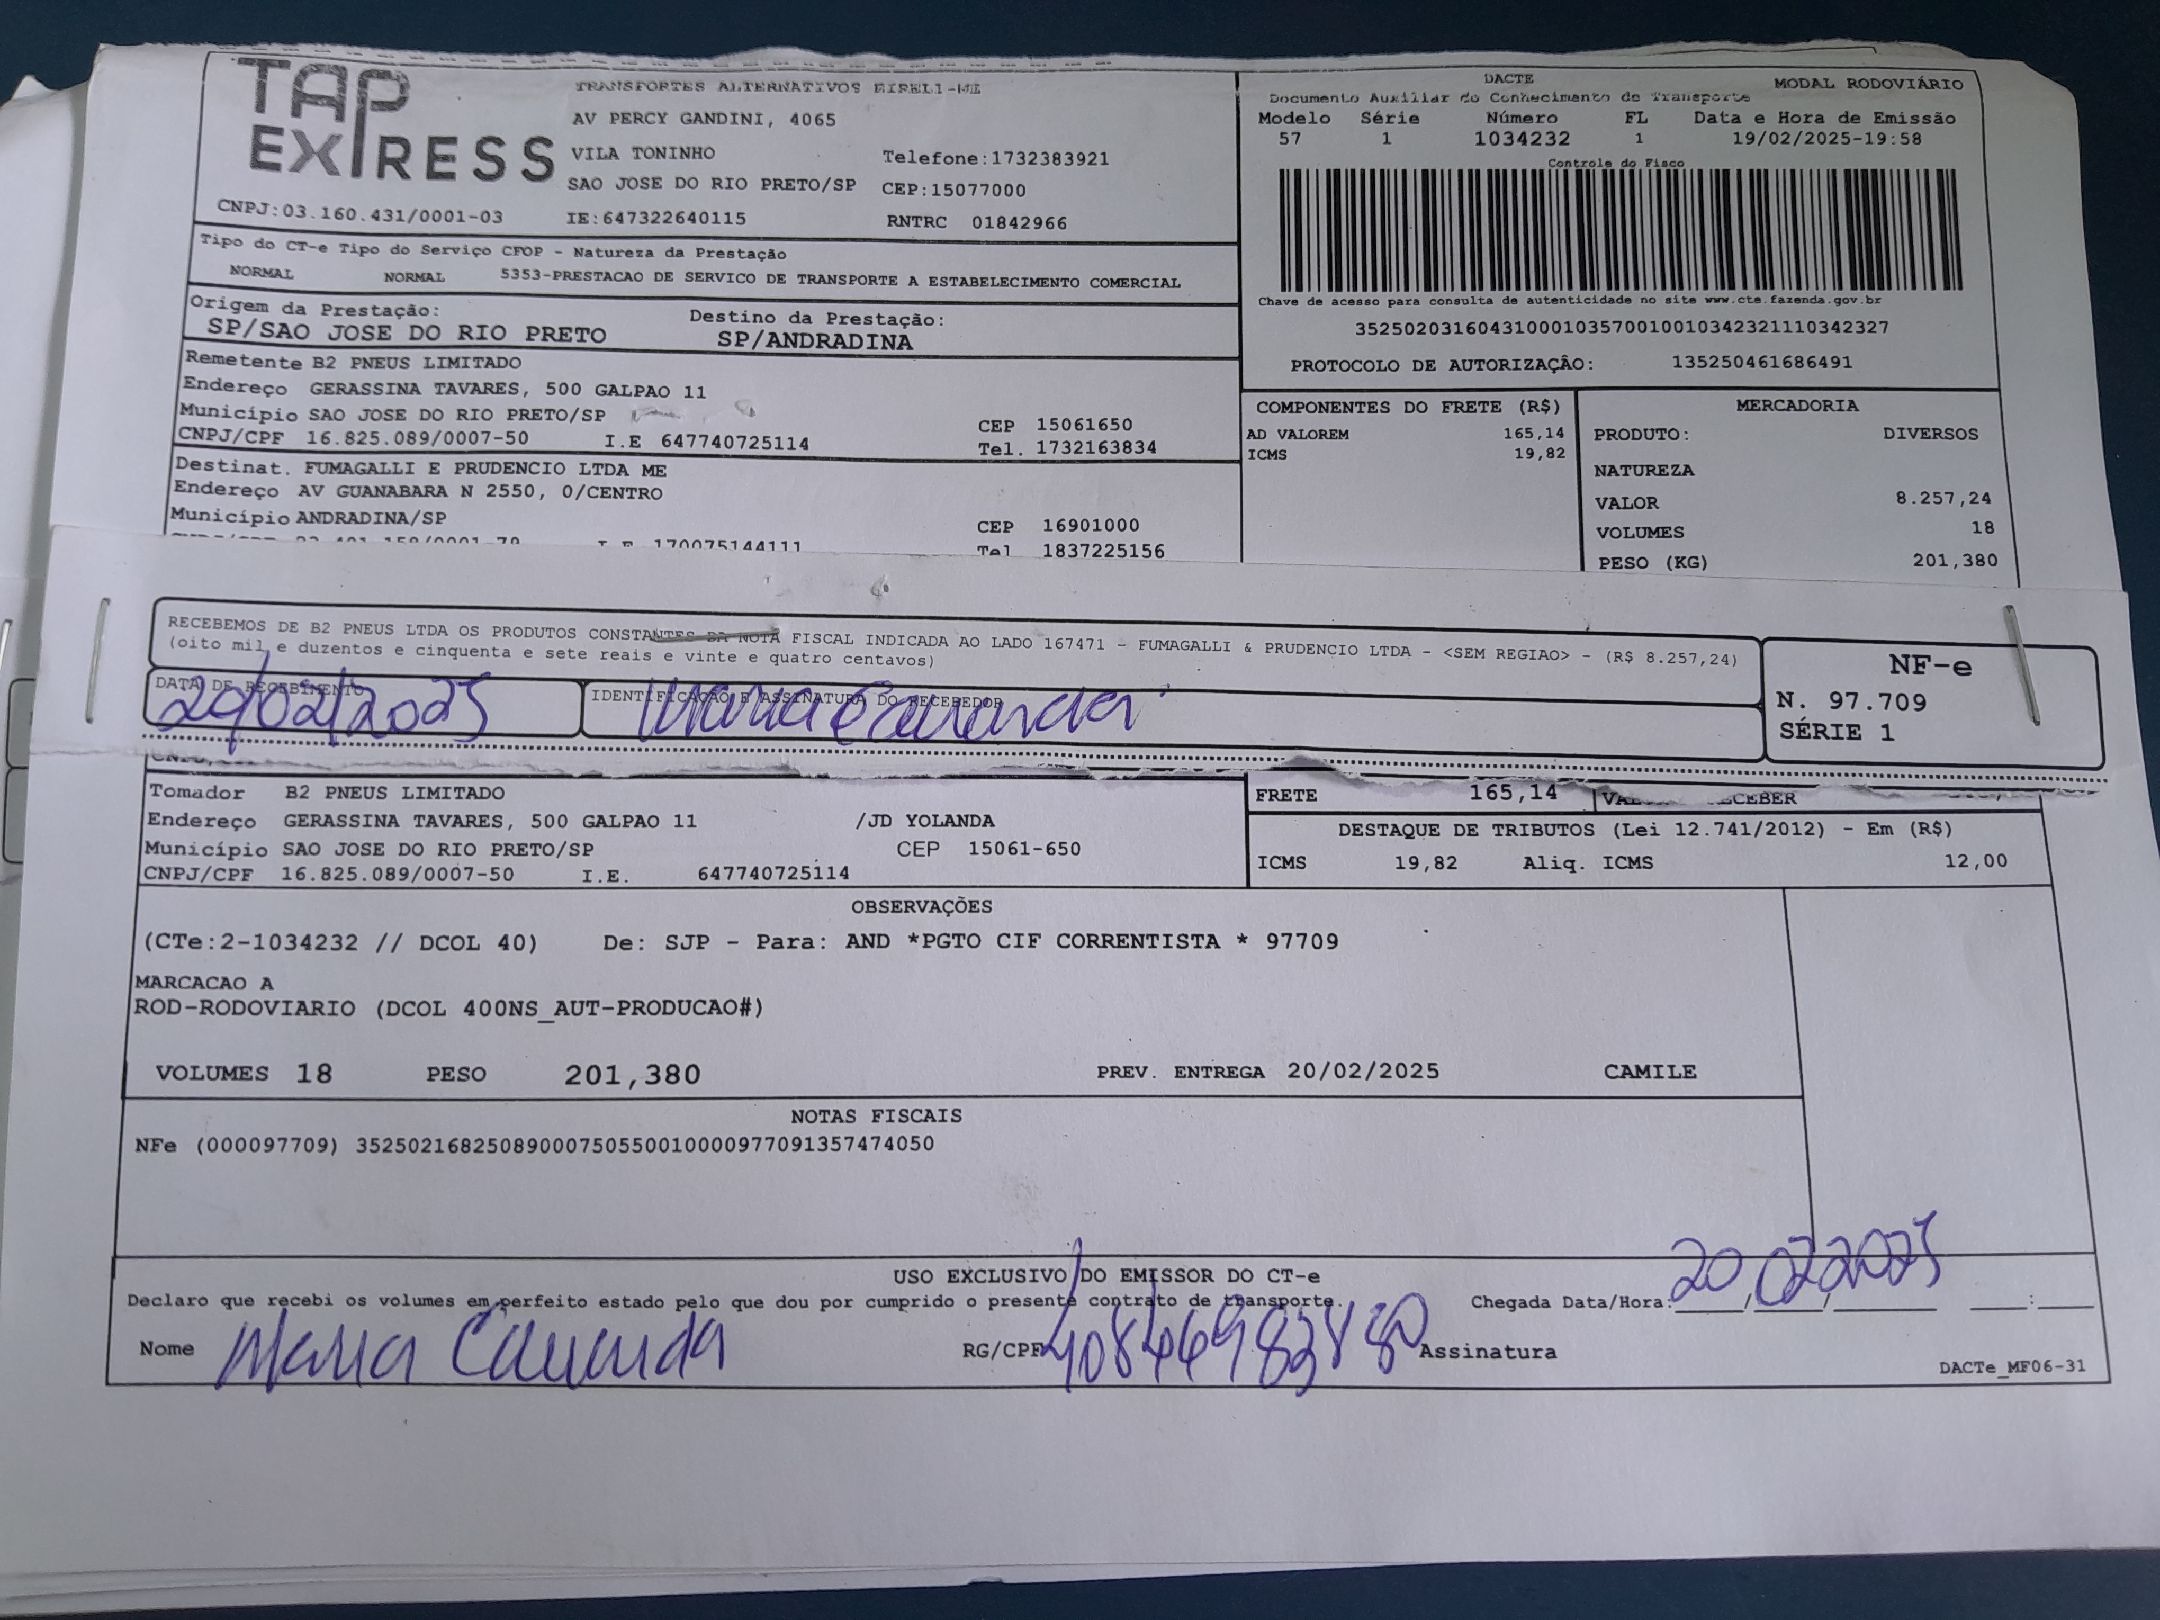 TAP EXPRESS
TRANSPORTES ALTERNATIVOS EIRELI-ME
AV PERCY GANDINI, 4065
VILA TONINHO Telefone:1732383921
SAO JOSE DO RIO PRETO/SP CEP:15077000
CNPJ:03.160.431/0001-03 IE:647322640115 RNTRC 01842966
DACTE MODAL RODOVIÁRIO
Documento Auxiliar do Conhecimento de Transporte
Modelo Série Número FL Data e Hora de Emissão
57 1 1034232 1 19/02/2025-19:58
Controle do Fisco
Chave de acesso para consulta de autenticidade no site www.cte.fazenda.gov.br
35250203160431000103570010010342321110342327
PROTOCOLO DE AUTORIZAÇÃO: 135250461686491
Tipo do CT-e Tipo do Serviço CFOP - Natureza da Prestação
NORMAL NORMAL 5353-PRESTACAO DE SERVICO DE TRANSPORTE A ESTABELECIMENTO COMERCIAL
Origem da Prestação: Destino da Prestação:
SP/SAO JOSE DO RIO PRETO SP/ANDRADINA
Remetente B2 PNEUS LIMITADO
Endereço GERASSINA TAVARES, 500 GALPAO 11
Município SAO JOSE DO RIO PRETO/SP CEP 15061650
CNPJ/CPF 16.825.089/0007-50 I.E 647740725114 Tel. 1732163834
Destinat. FUMAGALLI E PRUDENCIO LTDA ME
Endereço AV GUANABARA N 2550, 0/CENTRO
Município ANDRADINA/SP CEP 16901000
170075144111 Tel 1837225156
COMPONENTES DO FRETE (R$)
AD VALOREM 165,14
ICMS 19,82
MERCADORIA
PRODUTO: DIVERSOS
NATUREZA
VALOR 8.257,24
VOLUMES 18
PESO (KG) 201,380
RECEBEMOS DE B2 PNEUS LTDA OS PRODUTOS CONSTANTES DA NOTA FISCAL INDICADA AO LADO 167471 - FUMAGALLI & PRUDENCIO LTDA - <SEM REGIAO> - (R$ 8.257,24)
(oito mil e duzentos e cinquenta e sete reais e vinte e quatro centavos)
DATA DE RECEBIMENTO IDENTIFICAÇÃO E ASSINATURA DO RECEBEDOR
20/02/2025 Maria Eduarda
NF-e
N. 97.709
SÉRIE 1
Tomador B2 PNEUS LIMITADO
Endereço GERASSINA TAVARES, 500 GALPAO 11 /JD YOLANDA
Município SAO JOSE DO RIO PRETO/SP CEP 15061-650
CNPJ/CPF 16.825.089/0007-50 I.E. 647740725114
FRETE 165,14
DESTAQUE DE TRIBUTOS (Lei 12.741/2012) - Em (R$)
ICMS 19,82 Aliq. ICMS 12,00
OBSERVAÇÕES
(CTe:2-1034232 // DCOL 40) De: SJP - Para: AND *PGTO CIF CORRENTISTA * 97709
MARCACAO A
ROD-RODOVIARIO (DCOL 400NS_AUT-PRODUCAO#)
VOLUMES 18 PESO 201,380 PREV. ENTREGA 20/02/2025 CAMILE
NOTAS FISCAIS
NFe (000097709) 35250216825089000750550010000977091357474050
USO EXCLUSIVO DO EMISSOR DO CT-e
Declaro que recebi os volumes em perfeito estado pelo que dou por cumprido o presente contrato de transporte. Chegada Data/Hora: 20/02/2025
Nome Maria Eduarda RG/CPF 40846983880 Assinatura
DACTe_MF06-31